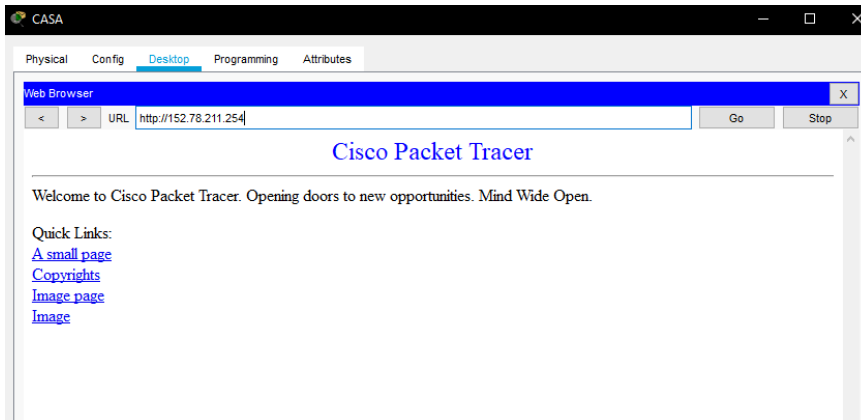 CASA
Physical Config Desktop Programming Attributes
Web Browser X
< > URL http://152.78.211.254 Go Stop
Cisco Packet Tracer
Welcome to Cisco Packet Tracer. Opening doors to new opportunities. Mind Wide Open.
Quick Links:
A small page
Copyrights
Image page
Image